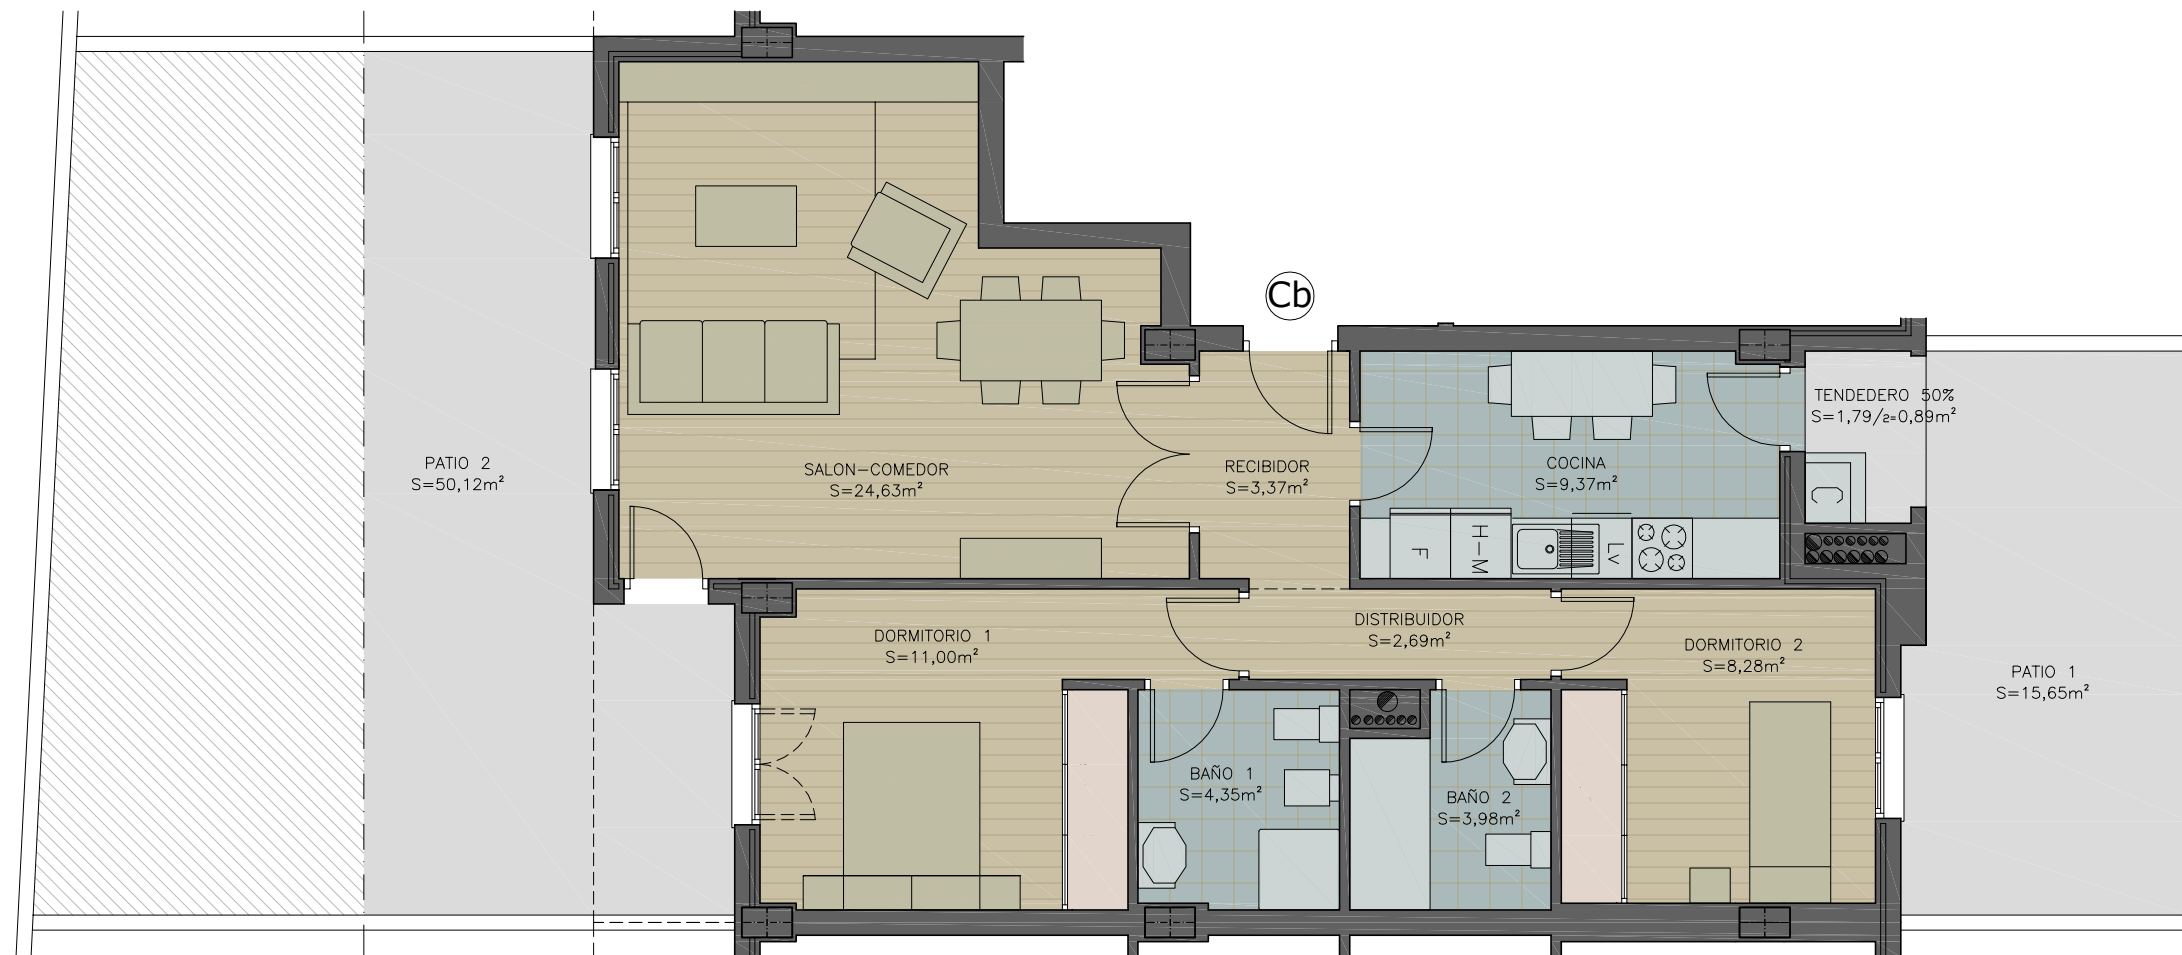 Cb
TENDEDERO 50%
S=1,79/2=0,89m²
PATIO 2
S=50,12m²
SALON-COMEDOR
S=24,63m²
RECIBIDOR
S=3,37m²
COCINA
S=9,37m²
C
F
H-M
Lv
DORMITORIO 1
S=11,00m²
DISTRIBUIDOR
S=2,69m²
DORMITORIO 2
S=8,28m²
PATIO 1
S=15,65m²
BAÑO 1
S=4,35m²
BAÑO 2
S=3,98m²